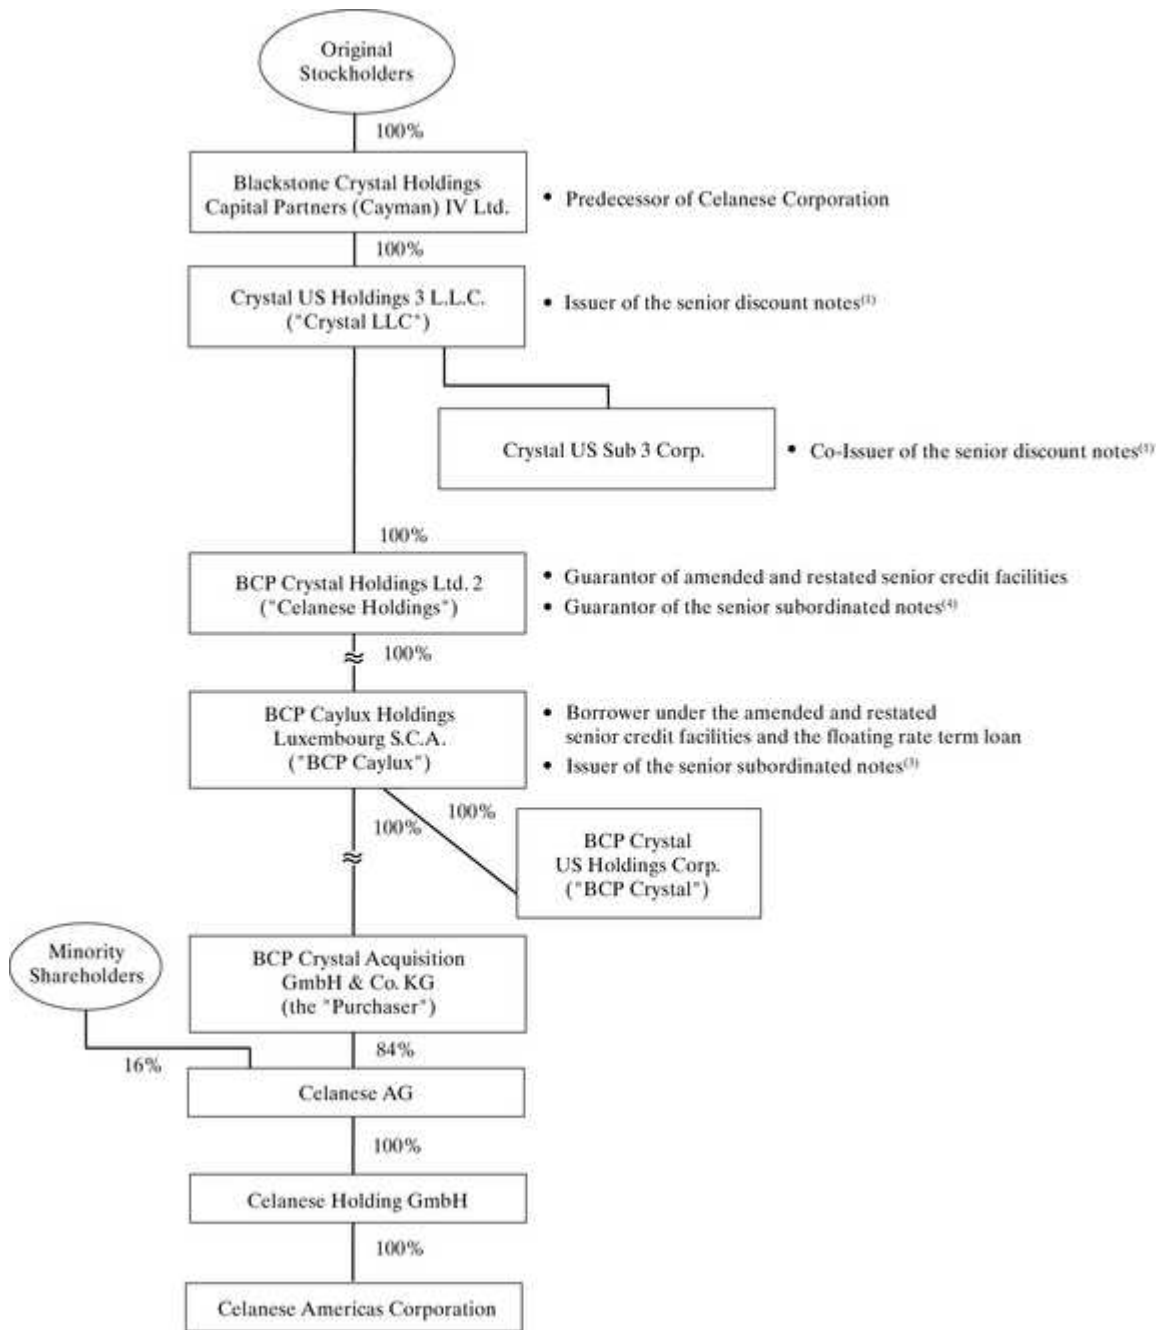 Original
Stockholders
100%
Blackstone Crystal Holdings
Capital Partners (Cayman) IV Ltd.
• Predecessor of Celanese Corporation
100%
Crystal US Holdings 3 L.L.C.
("Crystal LLC")
• Issuer of the senior discount notes(1)
Crystal US Sub 3 Corp.
• Co-Issuer of the senior discount notes(1)
100%
BCP Crystal Holdings Ltd. 2
("Celanese Holdings")
• Guarantor of amended and restated senior credit facilities
• Guarantor of the senior subordinated notes(4)
100%
BCP Caylux Holdings
Luxembourg S.C.A.
("BCP Caylux")
• Borrower under the amended and restated
senior credit facilities and the floating rate term loan
• Issuer of the senior subordinated notes(3)
100%
100%
BCP Crystal
US Holdings Corp.
("BCP Crystal")
Minority
Shareholders
BCP Crystal Acquisition
GmbH & Co. KG
(the "Purchaser")
16%
84%
Celanese AG
100%
Celanese Holding GmbH
100%
Celanese Americas Corporation